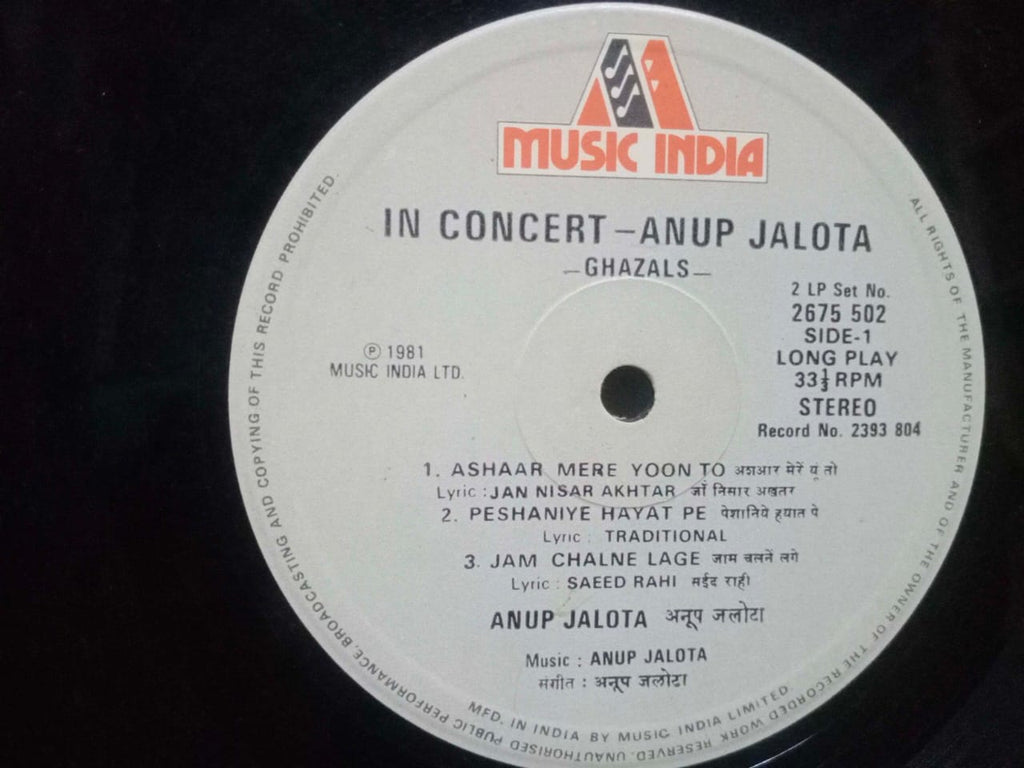 MUSIC INDIA
IN CONCERT – ANUP JALOTA
– GHAZALS –
2 LP Set No.
2675 502
SIDE-1
LONG PLAY
33⅓ RPM
STEREO
Record No. 2393 804
Ⓟ 1981
MUSIC INDIA LTD.
1. ASHAAR MERE YOON TO अशआर मेरें यूं तो
Lyric : JAN NISAR AKHTAR जाँ निसार अखतर
2. PESHANIYE HAYAT PE पेशानिये हयात पे
Lyric : TRADITIONAL
3. JAM CHALNE LAGE जाम चलनें लगे
Lyric : SAEED RAHI सईद राही
ANUP JALOTA अनूप जलोटा
Music : ANUP JALOTA
संगीत : अनूप जलोटा
MFD. IN INDIA BY MUSIC INDIA LIMITED
ALL RIGHTS OF THE MANUFACTURER AND OF THE OWNER OF THE RECORDED WORK RESERVED. UNAUTHORISED PUBLIC PERFORMANCE, BROADCASTING AND COPYING OF THIS RECORD PROHIBITED.